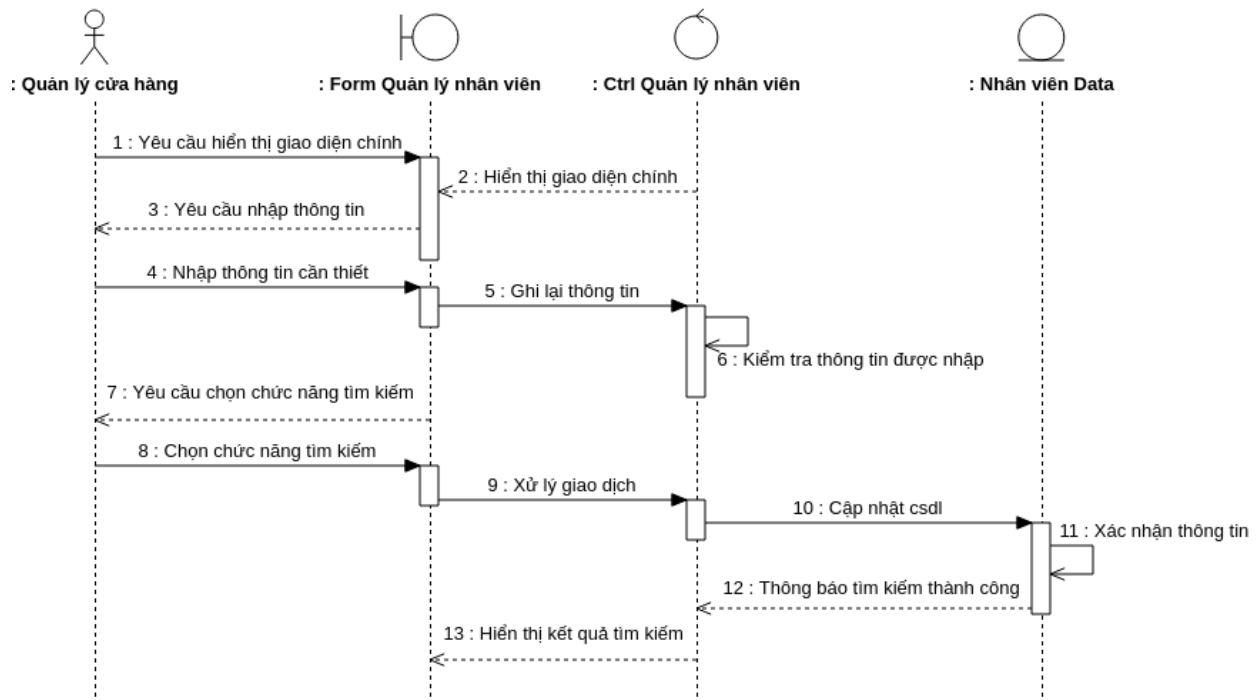 : Quản lý cửa hàng
: Form Quản lý nhân viên
: Ctrl Quản lý nhân viên
: Nhân viên Data
1 : Yêu cầu hiển thị giao diện chính
2 : Hiển thị giao diện chính
3 : Yêu cầu nhập thông tin
4 : Nhập thông tin cần thiết
5 : Ghi lại thông tin
6 : Kiểm tra thông tin được nhập
7 : Yêu cầu chọn chức năng tìm kiếm
8 : Chọn chức năng tìm kiếm
9 : Xử lý giao dịch
10 : Cập nhật csdl
11 : Xác nhận thông tin
12 : Thông báo tìm kiếm thành công
13 : Hiển thị kết quả tìm kiếm